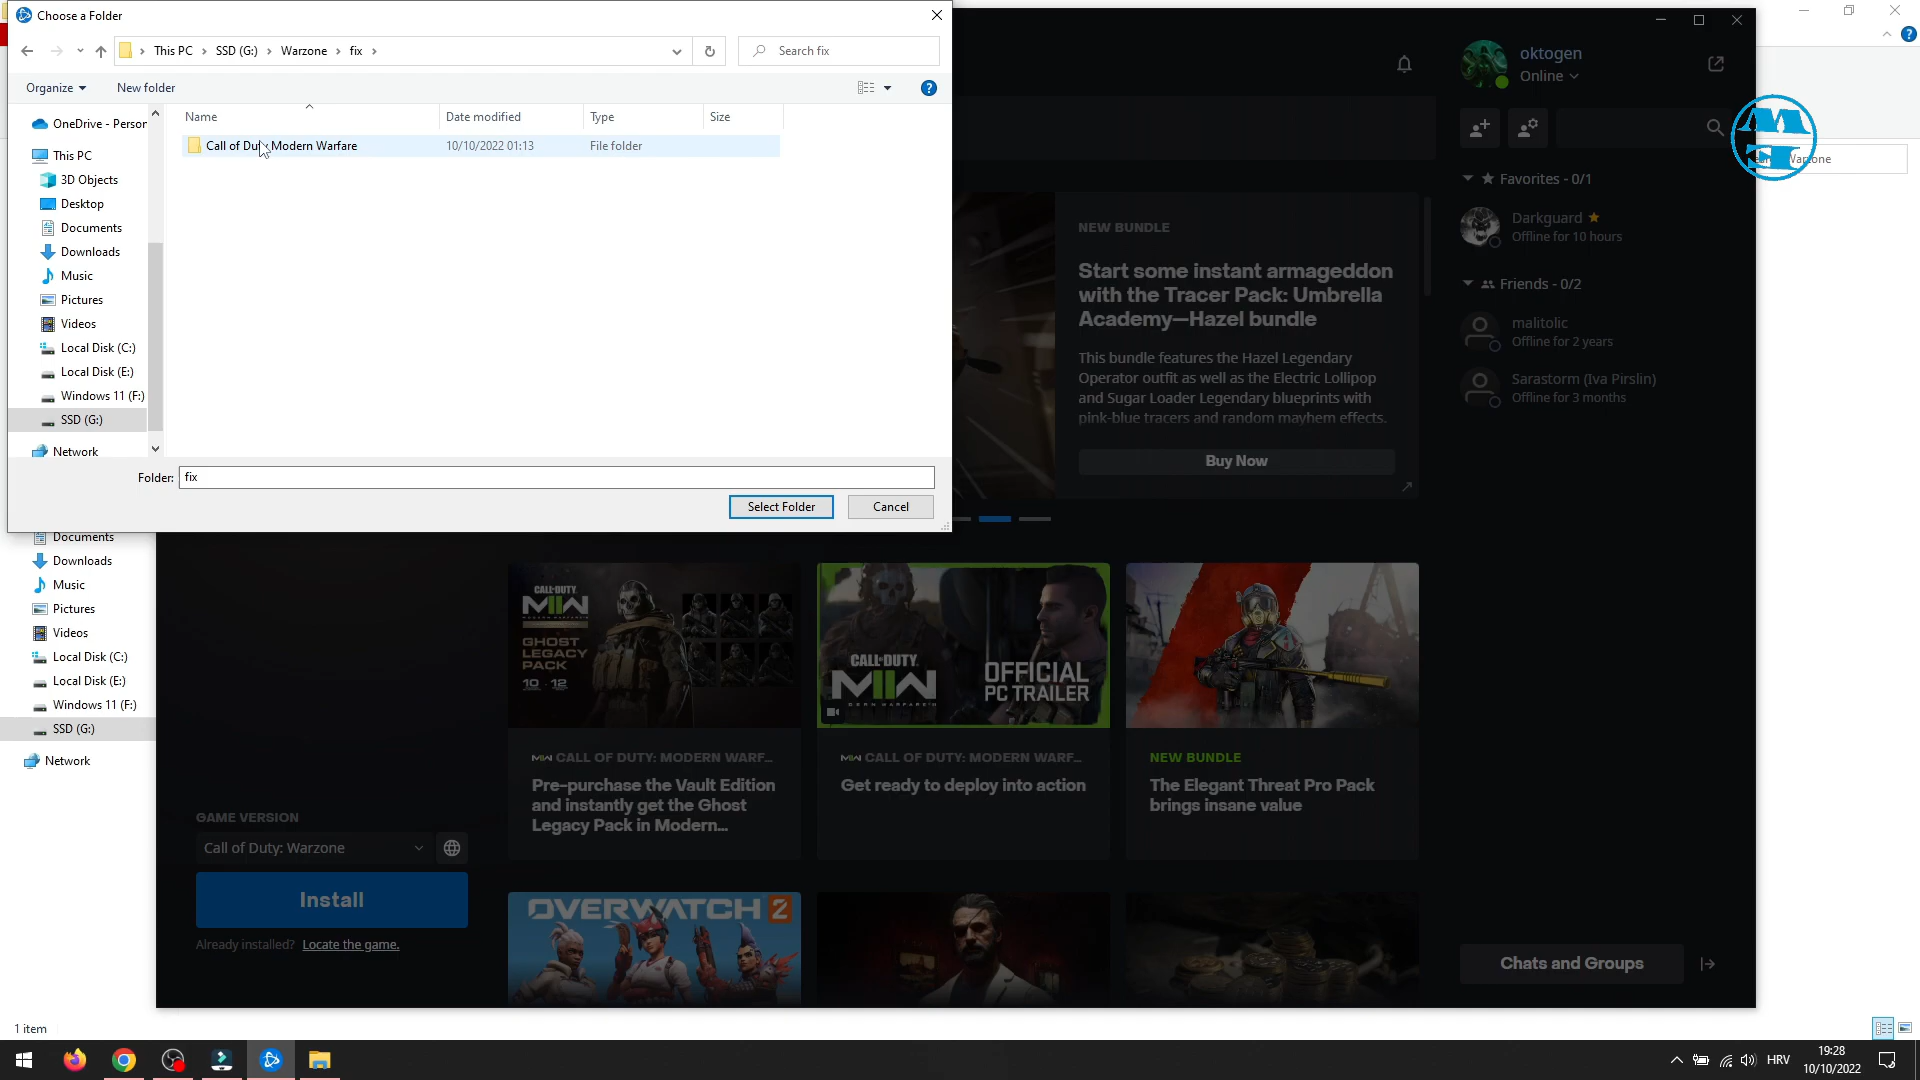 Choose a Folder
This PC > SSD (G:) > Warzone > fix >
Search fix
Organize
New folder
Name
Date modified
Type
Size
Call of Duty Modern Warfare
10/10/2022 01:13
File folder
OneDrive - Person
This PC
3D Objects
Desktop
Documents
Downloads
Music
Pictures
Videos
Local Disk (C:)
Local Disk (E:)
Windows 11 (F:)
SSD (G:)
Network
Folder: fix
Select Folder
Cancel
Documents
Downloads
Music
Pictures
Videos
Local Disk (C:)
Local Disk (E:)
Windows 11 (F:)
SSD (G:)
Network
1 item
oktogen
Online
Warzone
Favorites - 0/1
Darkguard
Offline for 10 hours
Friends - 0/2
malitolic
Offline for 2 years
Sarastorm (Iva Pirslin)
Offline for 3 months
NEW BUNDLE
Start some instant armageddon
with the Tracer Pack: Umbrella
Academy—Hazel bundle
This bundle features the Hazel Legendary
Operator outfit as well as the Electric Lollipop
and Sugar Loader Legendary blueprints with
pink-blue tracers and random mayhem effects.
Buy Now
CALL OF DUTY
MWII
GHOST
LEGACY
PACK
10 - 12
CALL OF DUTY
MWII
MODERN WARFARE II
OFFICIAL
PC TRAILER
MWII CALL OF DUTY: MODERN WARF...
Pre-purchase the Vault Edition
and instantly get the Ghost
Legacy Pack in Modern...
MWII CALL OF DUTY: MODERN WARF...
Get ready to deploy into action
NEW BUNDLE
The Elegant Threat Pro Pack
brings insane value
OVERWATCH 2
GAME VERSION
Call of Duty: Warzone
Install
Already installed? Locate the game.
Chats and Groups
HRV
19:28
10/10/2022